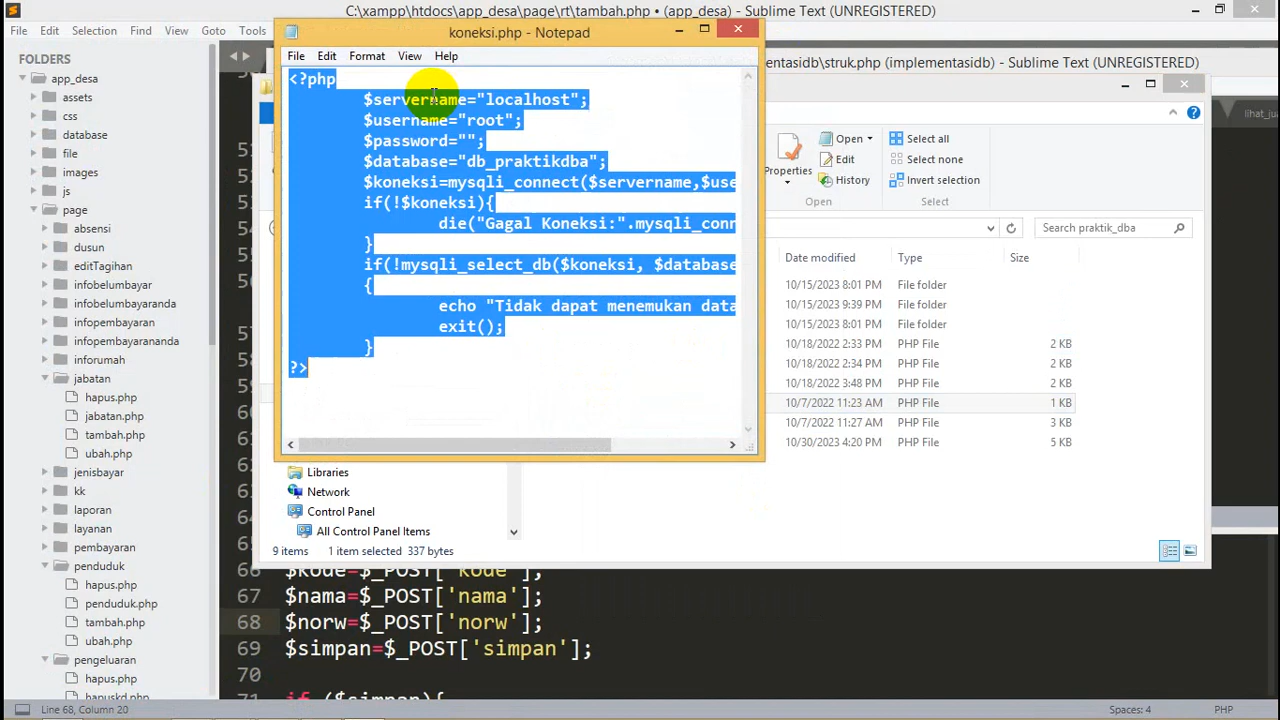 C:\xampp\htdocs\app_desa\page\rt\tambah.php • (app_desa) - Sublime Text (UNREGISTERED)
File
Edit
Selection
Find
View
Goto
Tools
koneksi.php - Notepad
mentasidb\struk.php (implementasidb) - Sublime Text (UNREGISTERED)
File Edit Format View Help
FOLDERS
app_desa
assets
css
database
file
images
js
page
absensi
dusun
editTagihan
infobelumbayar
infobelumbayaranda
infopembayaran
infopembayarananda
inforumah
jabatan
hapus.php
jabatan.php
tambah.php
ubah.php
jenisbayar
kk
laporan
layanan
pembayaran
penduduk
hapus.php
penduduk.php
tambah.php
ubah.php
pengeluaran
hapus.php
hapuskd.php
<?php
$servername="localhost";
$username="root";
$password="";
$database="db_praktikdba";
$koneksi=mysqli_connect($servername,$use
if(!$koneksi){
die("Gagal Koneksi:".mysqli_conn
}
if(!mysqli_select_db($koneksi, $database
{
echo "Tidak dapat menemukan data
exit();
}
?>
Properties
Open
Edit
History
Open
Select all
Select none
Invert selection
Select
lihat_ju
Search praktik_dba
Date modified Type Size
10/15/2023 8:01 PM File folder
10/15/2023 9:39 PM File folder
10/15/2023 8:01 PM File folder
10/18/2022 2:33 PM PHP File 2 KB
10/18/2022 2:34 PM PHP File 2 KB
10/18/2022 3:48 PM PHP File 2 KB
10/7/2022 11:23 AM PHP File 1 KB
10/7/2022 11:27 AM PHP File 3 KB
10/30/2023 4:20 PM PHP File 5 KB
Libraries
Network
Control Panel
All Control Panel Items
9 items 1 item selected 337 bytes
66 $kode=$_POST['kode'];
67 $nama=$_POST['nama'];
68 $norw=$_POST['norw'];
69 $simpan=$_POST['simpan'];
70
71 if ($simpan){
Line 68, Column 20
Spaces: 4
PHP